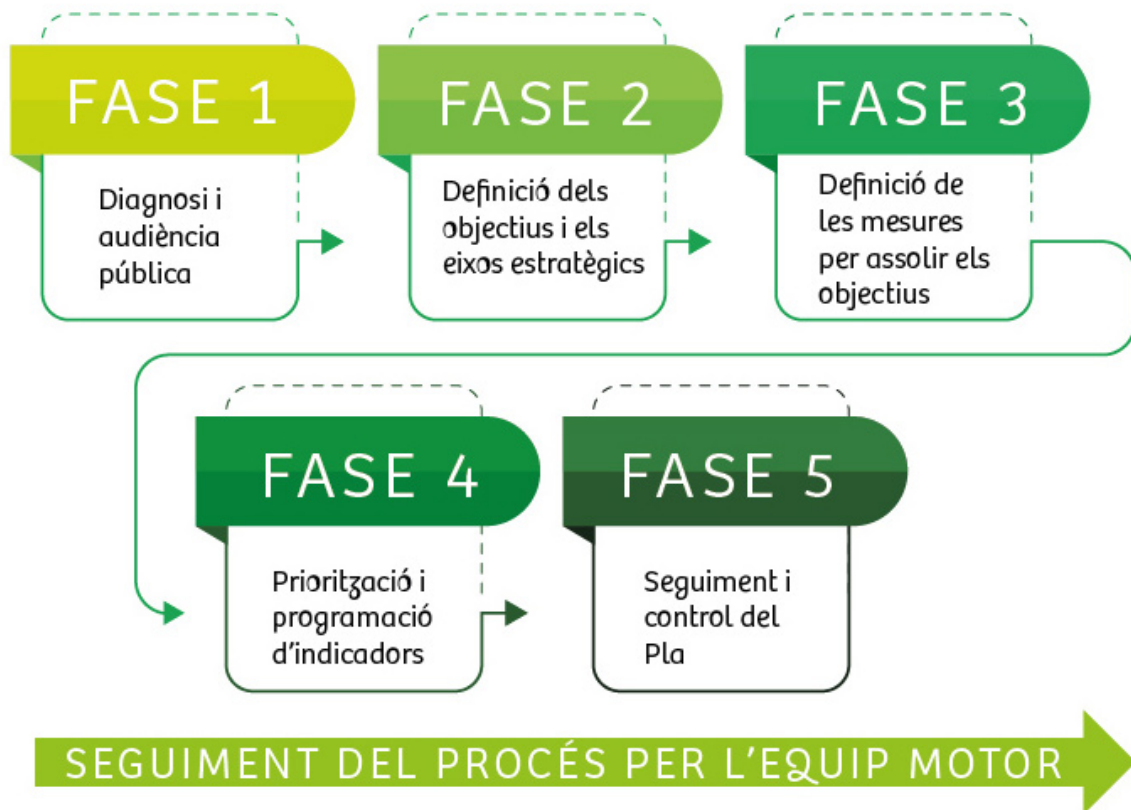 FASE 1
Diagnosi i
audiència
pública
FASE 2
Definició dels
objectius i els
eixos estratègics
FASE 3
Definició de
les mesures
per assolir els
objectius
FASE 4
Priorització i
programació
d'indicadors
FASE 5
Seguiment i
control del
Pla
SEGUIMENT DEL PROCÉS PER L'EQUIP MOTOR